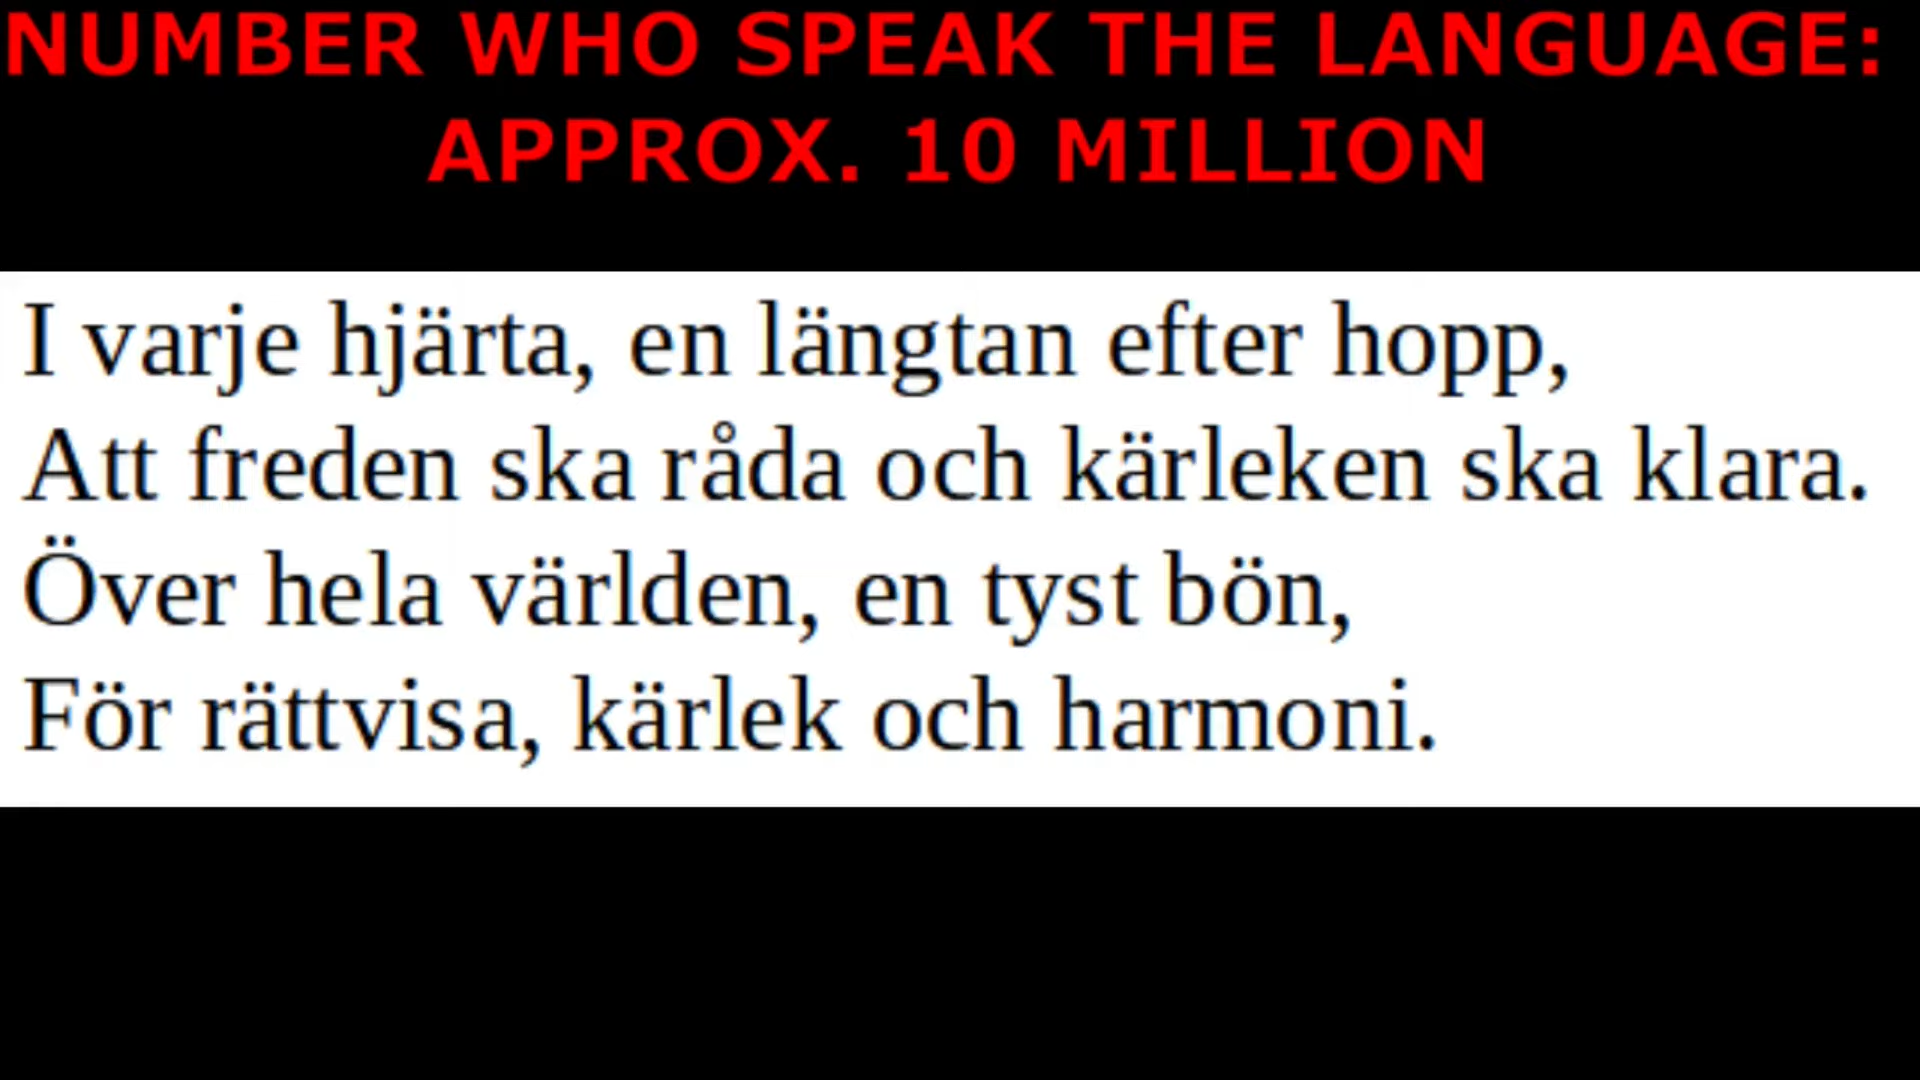 NUMBER WHO SPEAK THE LANGUAGE:
APPROX. 10 MILLION
I varje hjärta, en längtan efter hopp,
Att freden ska råda och kärleken ska klara.
Över hela världen, en tyst bön,
För rättvisa, kärlek och harmoni.